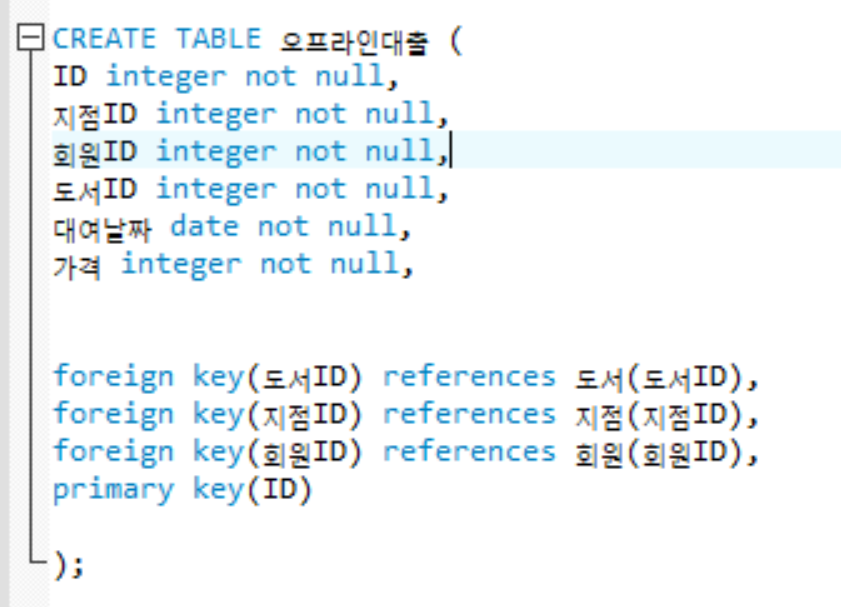 CREATE TABLE 오프라인대출 (
ID integer not null,
지점ID integer not null,
회원ID integer not null,
도서ID integer not null,
대여날짜 date not null,
가격 integer not null,
foreign key(도서ID) references 도서(도서ID),
foreign key(지점ID) references 지점(지점ID),
foreign key(회원ID) references 회원(회원ID),
primary key(ID)
);